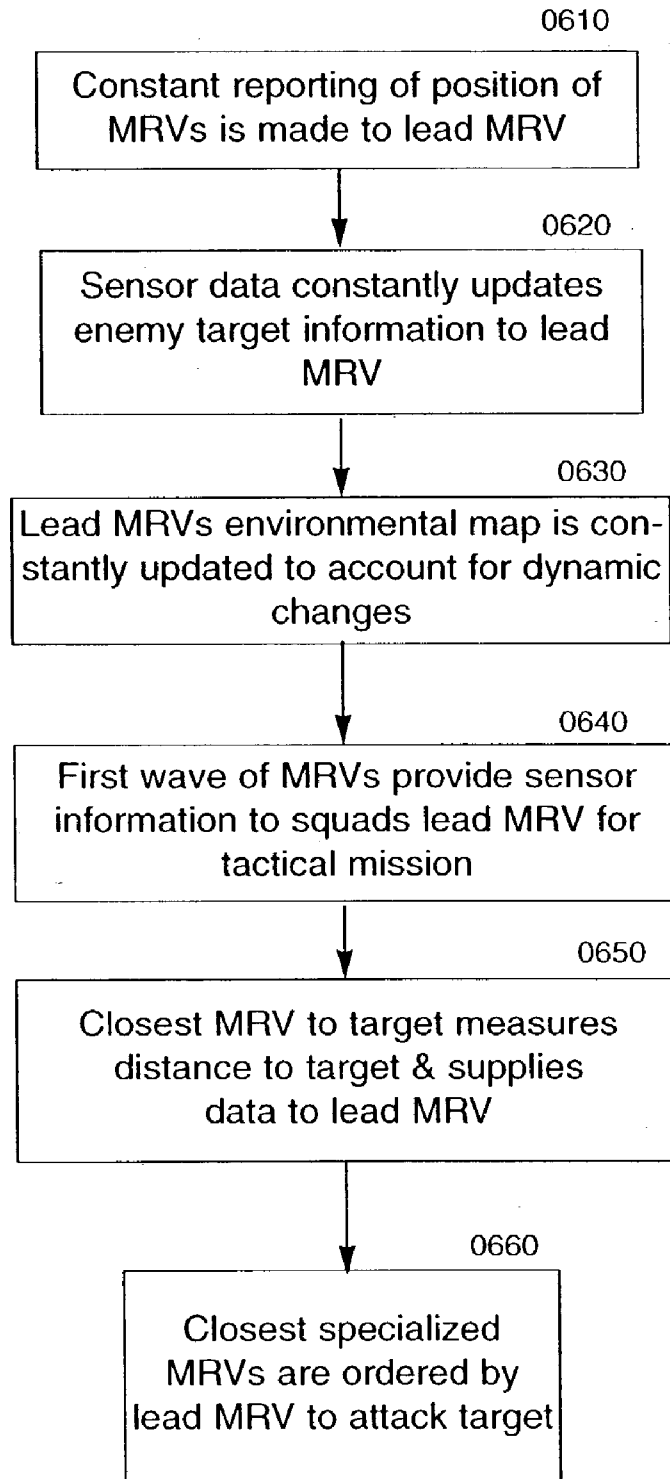 0610
Constant reporting of position of
MRVs is made to lead MRV
0620
Sensor data constantly updates
enemy target information to lead
MRV
0630
Lead MRVs environmental map is con-
stantly updated to account for dynamic
changes
0640
First wave of MRVs provide sensor
information to squads lead MRV for
tactical mission
0650
Closest MRV to target measures
distance to target & supplies
data to lead MRV
0660
Closest specialized
MRVs are ordered by
lead MRV to attack target